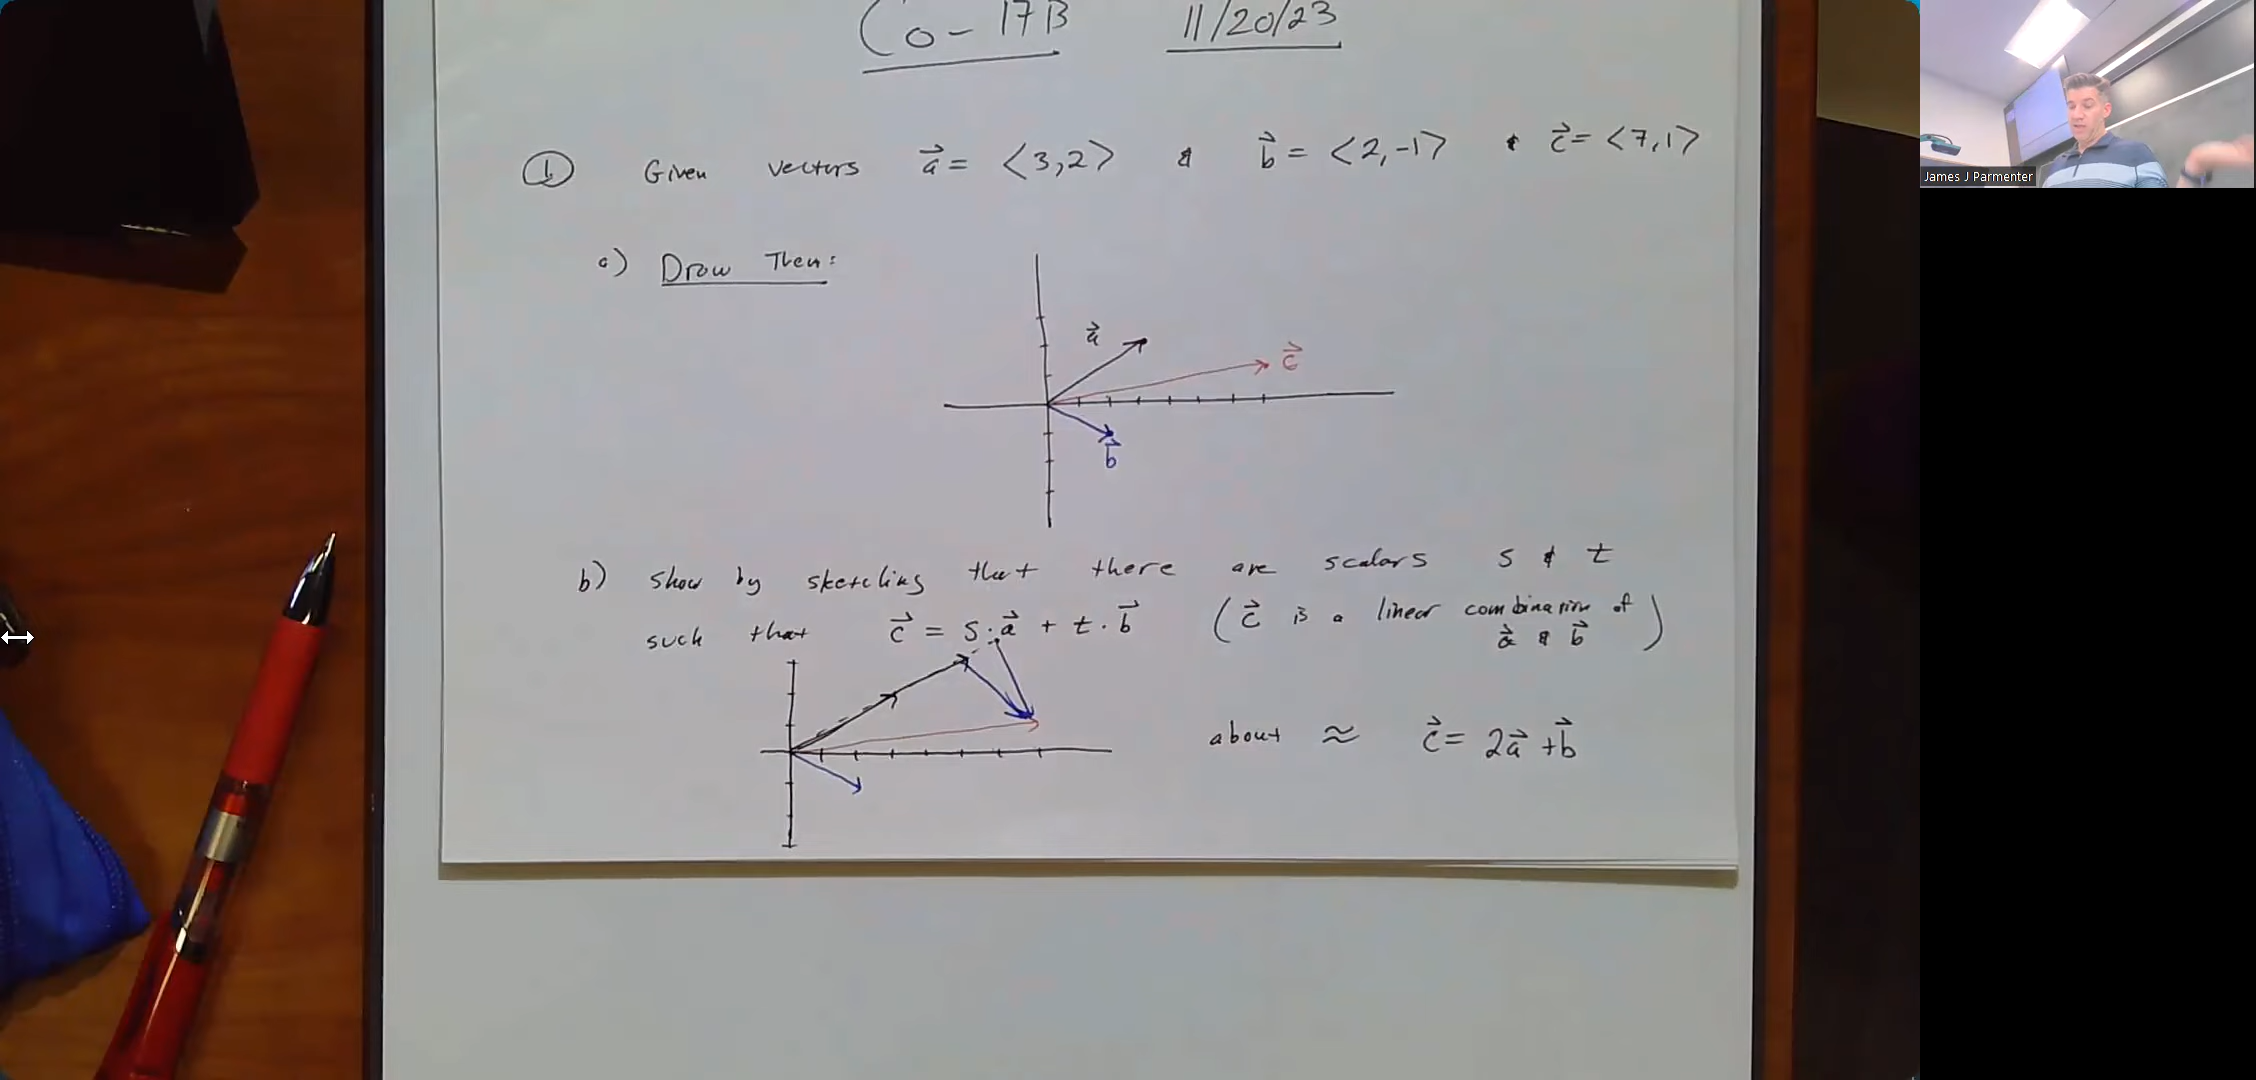 Co-17B 11/20/23
① Given vectors a⃗ = <3,2> & b⃗ = <2,-1> & c⃗ = <7,1>
James J Parmenter
a) Draw Them:
a⃗
c⃗
b⃗
b) Show by sketching that there are scalars s & t
such that c⃗ = s·a⃗ + t·b⃗ (c⃗ is a linear combination of
a⃗ & b⃗)
about ≈ c⃗ = 2a⃗ + b⃗